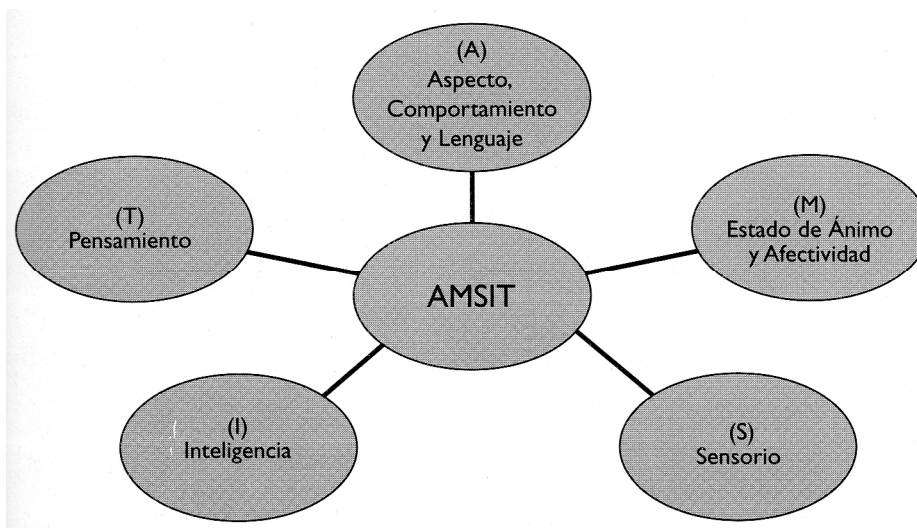 (A)
Aspecto,
Comportamiento
y Lenguaje
(T)
Pensamiento
(M)
Estado de Ánimo
y Afectividad
AMSIT
(I)
Inteligencia
(S)
Sensorio